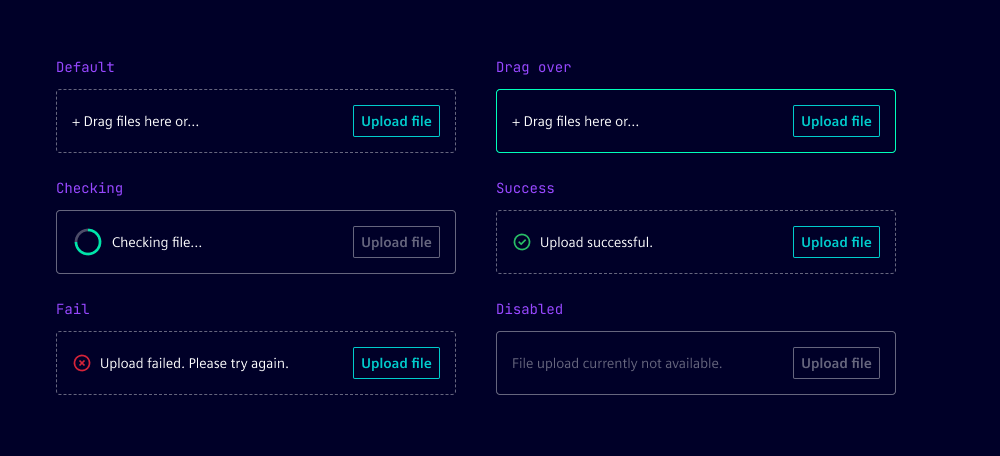 Default
+ Drag files here or...
Upload file
Drag over
+ Drag files here or...
Upload file
Checking
Checking file...
Upload file
Success
Upload successful.
Upload file
Fail
Upload failed. Please try again.
Upload file
Disabled
File upload currently not available.
Upload file